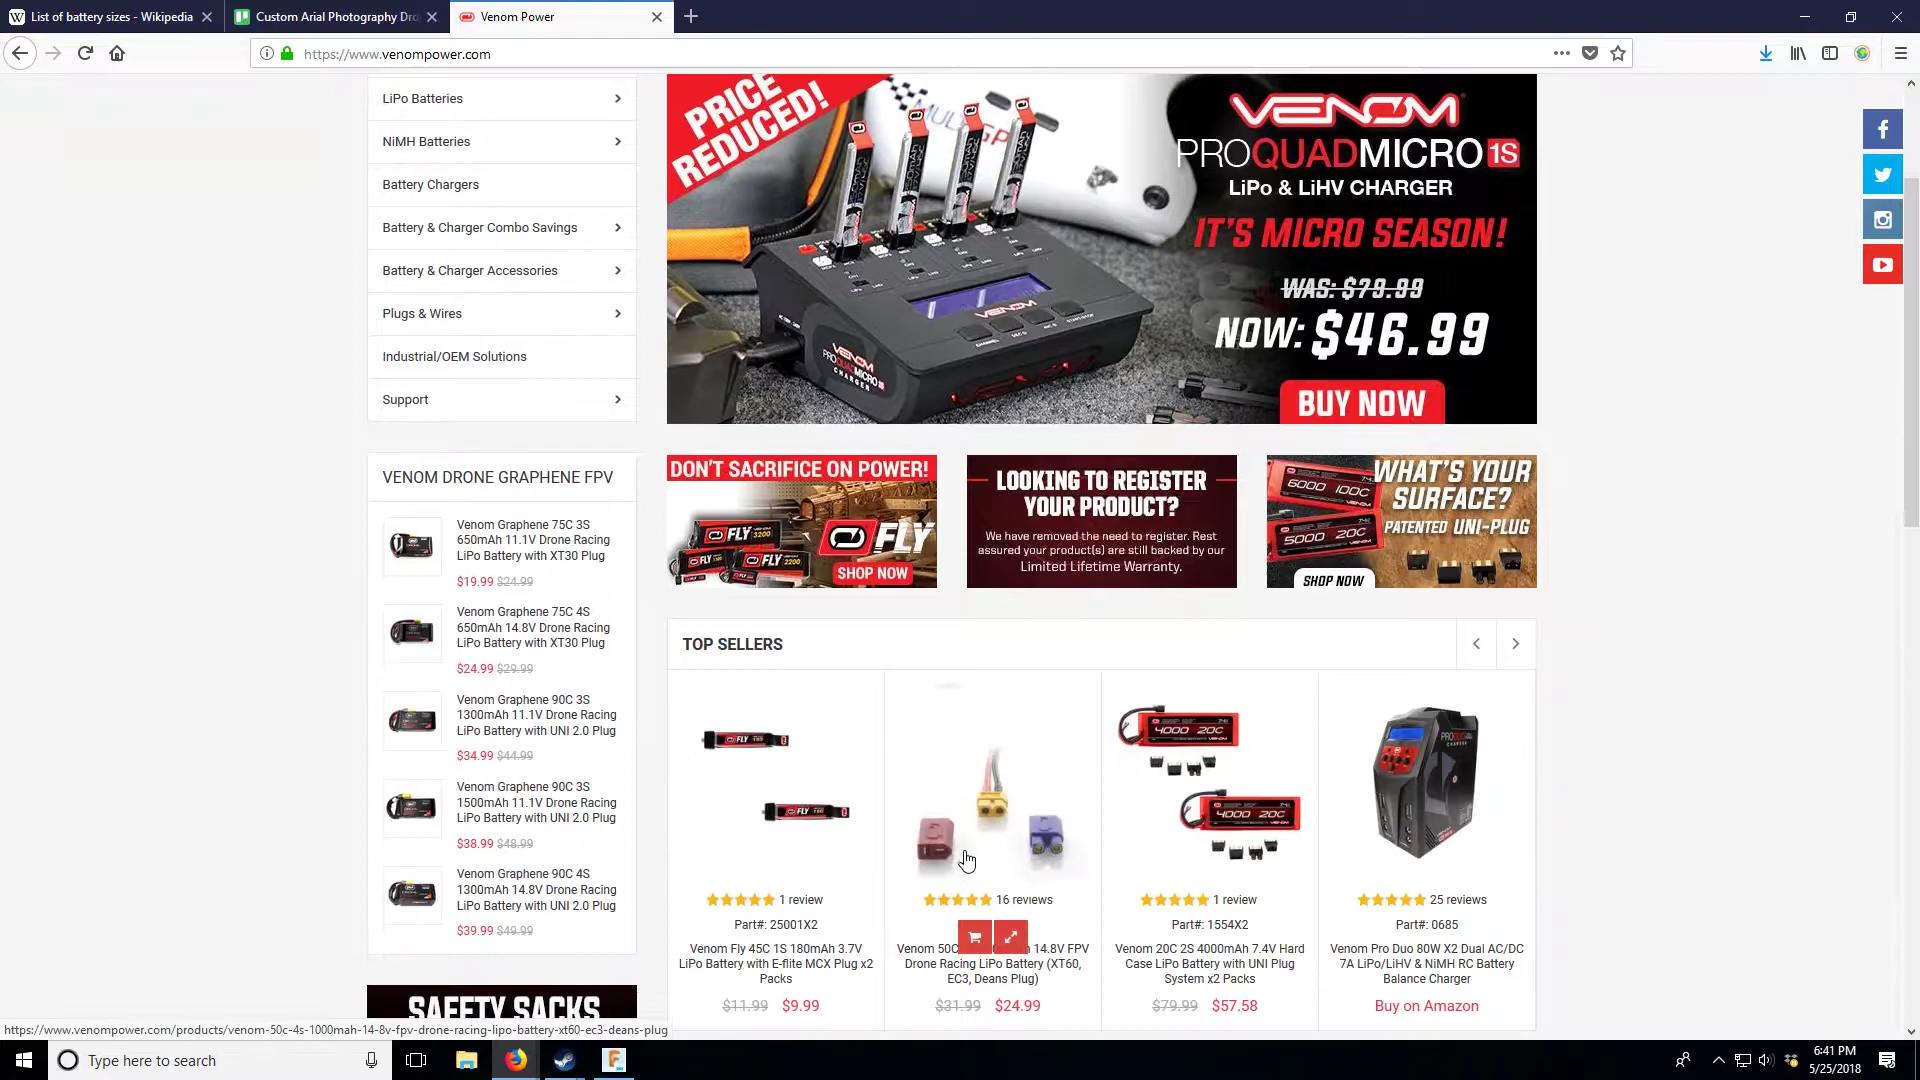 List of battery sizes - Wikipedia
Custom Arial Photography Dro
Venom Power
https://www.venompower.com
LiPo Batteries
NiMH Batteries
Battery Chargers
Battery & Charger Combo Savings
Battery & Charger Accessories
Plugs & Wires
Industrial/OEM Solutions
Support
PRICE
REDUCED!
VENOM
PROQUADMICRO 1S
LiPo & LiHV CHARGER
IT'S MICRO SEASON!
WAS: $79.99
NOW: $46.99
BUY NOW
VENOM
PROQUADMICRO
CHARGER
VENOM DRONE GRAPHENE FPV
Venom Graphene 75C 3S
650mAh 11.1V Drone Racing
LiPo Battery with XT30 Plug
$19.99 $24.99
Venom Graphene 75C 4S
650mAh 14.8V Drone Racing
LiPo Battery with XT30 Plug
$24.99 $29.99
Venom Graphene 90C 3S
1300mAh 11.1V Drone Racing
LiPo Battery with UNI 2.0 Plug
$34.99 $44.99
Venom Graphene 90C 3S
1500mAh 11.1V Drone Racing
LiPo Battery with UNI 2.0 Plug
$38.99 $48.99
Venom Graphene 90C 4S
1300mAh 14.8V Drone Racing
LiPo Battery with UNI 2.0 Plug
$39.99 $49.99
SAFETY SACKS
DON'T SACRIFICE ON POWER!
FLY
SHOP NOW
LOOKING TO REGISTER
YOUR PRODUCT?
We have removed the need to register. Rest
assured your product(s) are still backed by our
Limited Lifetime Warranty.
WHAT'S YOUR
SURFACE?
PATENTED UNI-PLUG
6000 100C
5000 20C
SHOP NOW
TOP SELLERS
FLY
FLY
1 review
Part#: 25001X2
Venom Fly 45C 1S 180mAh 3.7V
LiPo Battery with E-flite MCX Plug x2
Packs
$11.99 $9.99
16 reviews
Venom 50C 14.8V FPV
Drone Racing LiPo Battery (XT60,
EC3, Deans Plug)
$31.99 $24.99
4000 20C
4000 20C
1 review
Part#: 1554X2
Venom 20C 2S 4000mAh 7.4V Hard
Case LiPo Battery with UNI Plug
System x2 Packs
$79.99 $57.58
25 reviews
Part#: 0685
Venom Pro Duo 80W X2 Dual AC/DC
7A LiPo/LiHV & NiMH RC Battery
Balance Charger
Buy on Amazon
https://www.venompower.com/products/venom-50c-4s-1000mah-14-8v-fpv-drone-racing-lipo-battery-xt60-ec3-deans-plug
Type here to search
6:41 PM
5/25/2018